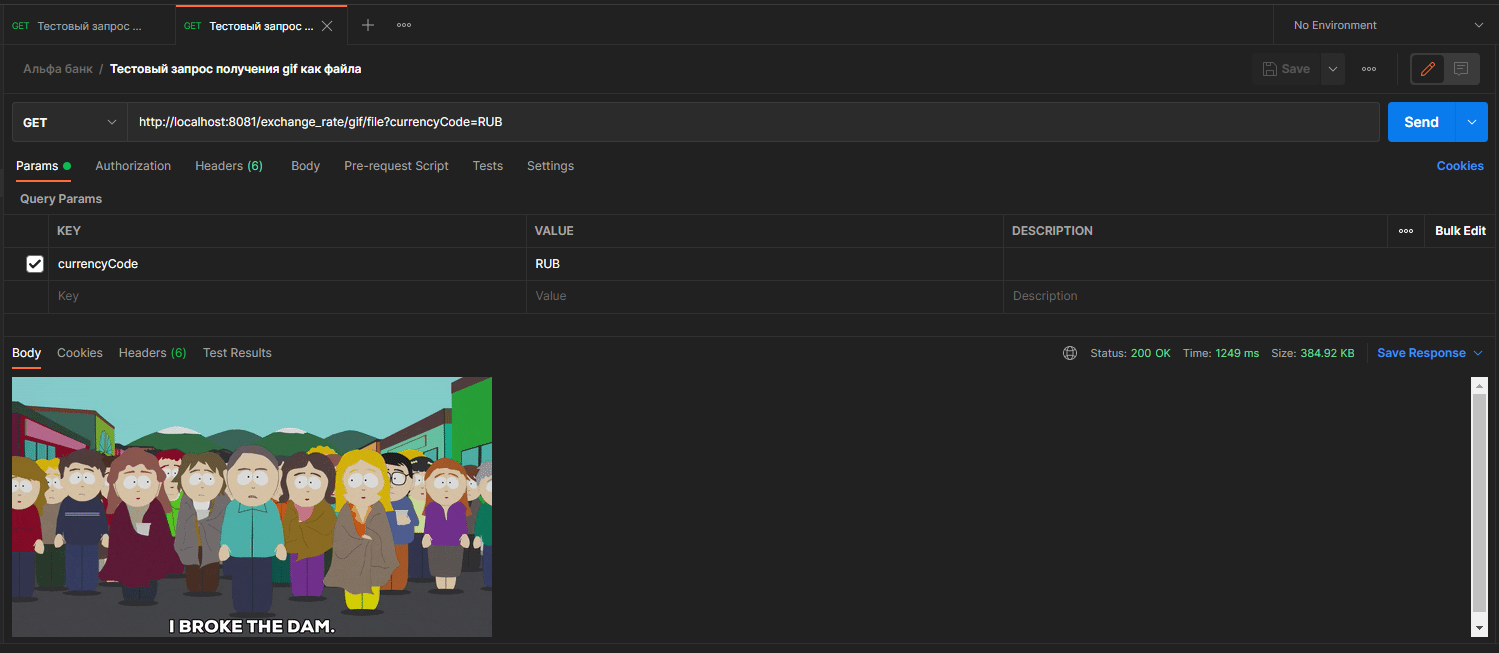 GET Тестовый запрос ... GET Тестовый запрос ... No Environment
Альфа банк / Тестовый запрос получения gif как файла Save
GET http://localhost:8081/exchange_rate/gif/file?currencyCode=RUB Send
Params Authorization Headers (6) Body Pre-request Script Tests Settings Cookies
Query Params
KEY VALUE DESCRIPTION Bulk Edit
currencyCode RUB
Key Value Description
Body Cookies Headers (6) Test Results Status: 200 OK Time: 1249 ms Size: 384.92 KB Save Response
I BROKE THE DAM.